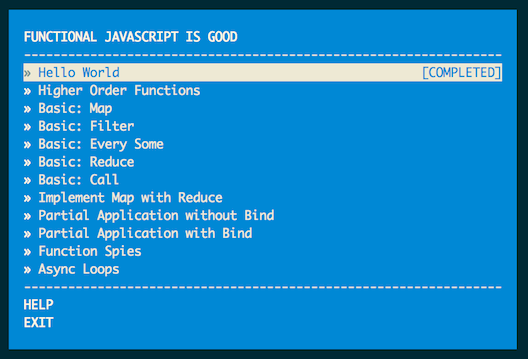 FUNCTIONAL JAVASCRIPT IS GOOD
» Hello World [COMPLETED]
» Higher Order Functions
» Basic: Map
» Basic: Filter
» Basic: Every Some
» Basic: Reduce
» Basic: Call
» Implement Map with Reduce
» Partial Application without Bind
» Partial Application with Bind
» Function Spies
» Async Loops
HELP
EXIT